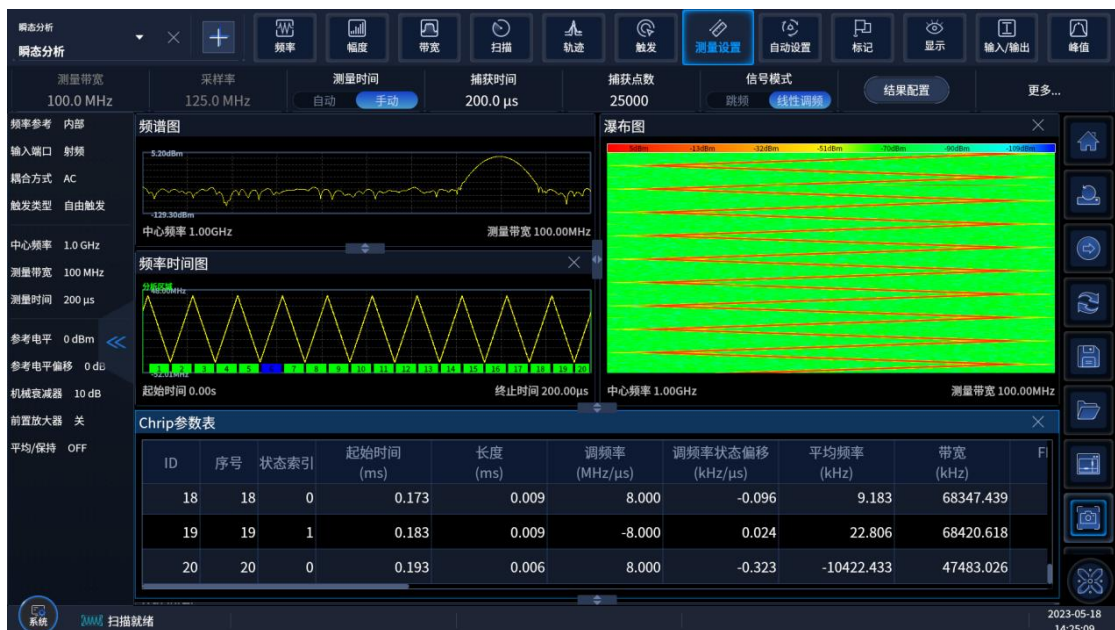 瞬态分析
瞬态分析
频率
幅度
带宽
扫描
轨迹
触发
测量设置
自动设置
标记
显示
输入/输出
峰值
测量带宽
100.0 MHz
采样率
125.0 MHz
测量时间
自动 手动
捕获时间
200.0 μs
捕获点数
25000
信号模式
跳频 线性调频
结果配置
更多...
频率参考 内部
输入端口 射频
耦合方式 AC
触发类型 自由触发
中心频率 1.0 GHz
测量带宽 100 MHz
测量时间 200 μs
参考电平 0 dBm
参考电平偏移 0 dB
机械衰减器 10 dB
前置放大器 关
平均/保持 OFF
频谱图
5.20dBm
-129.30dBm
中心频率 1.00GHz 测量带宽 100.00MHz
频率时间图
分析区域
48.00MHz
1 2 3 4 5 6 7 8 9 10 11 12 13 14 15 16 17 18 19 20
-52.01MHz
起始时间 0.00s 终止时间 200.00μs
瀑布图
5dBm -13dBm -32dBm -51dBm -70dBm -90dBm -109dBm
中心频率 1.00GHz 测量带宽 100.00MHz
Chrip参数表
ID 序号 状态索引 起始时间 (ms) 长度 (ms) 调频率 (MHz/μs) 调频率状态偏移 (kHz/μs) 平均频率 (kHz) 带宽 (kHz)
18 18 0 0.173 0.009 8.000 -0.096 9.183 68347.439
19 19 1 0.183 0.009 -8.000 0.024 22.806 68420.618
20 20 0 0.193 0.006 8.000 -0.323 -10422.433 47483.026
系统
扫描就绪
2023-05-18
14:25:09